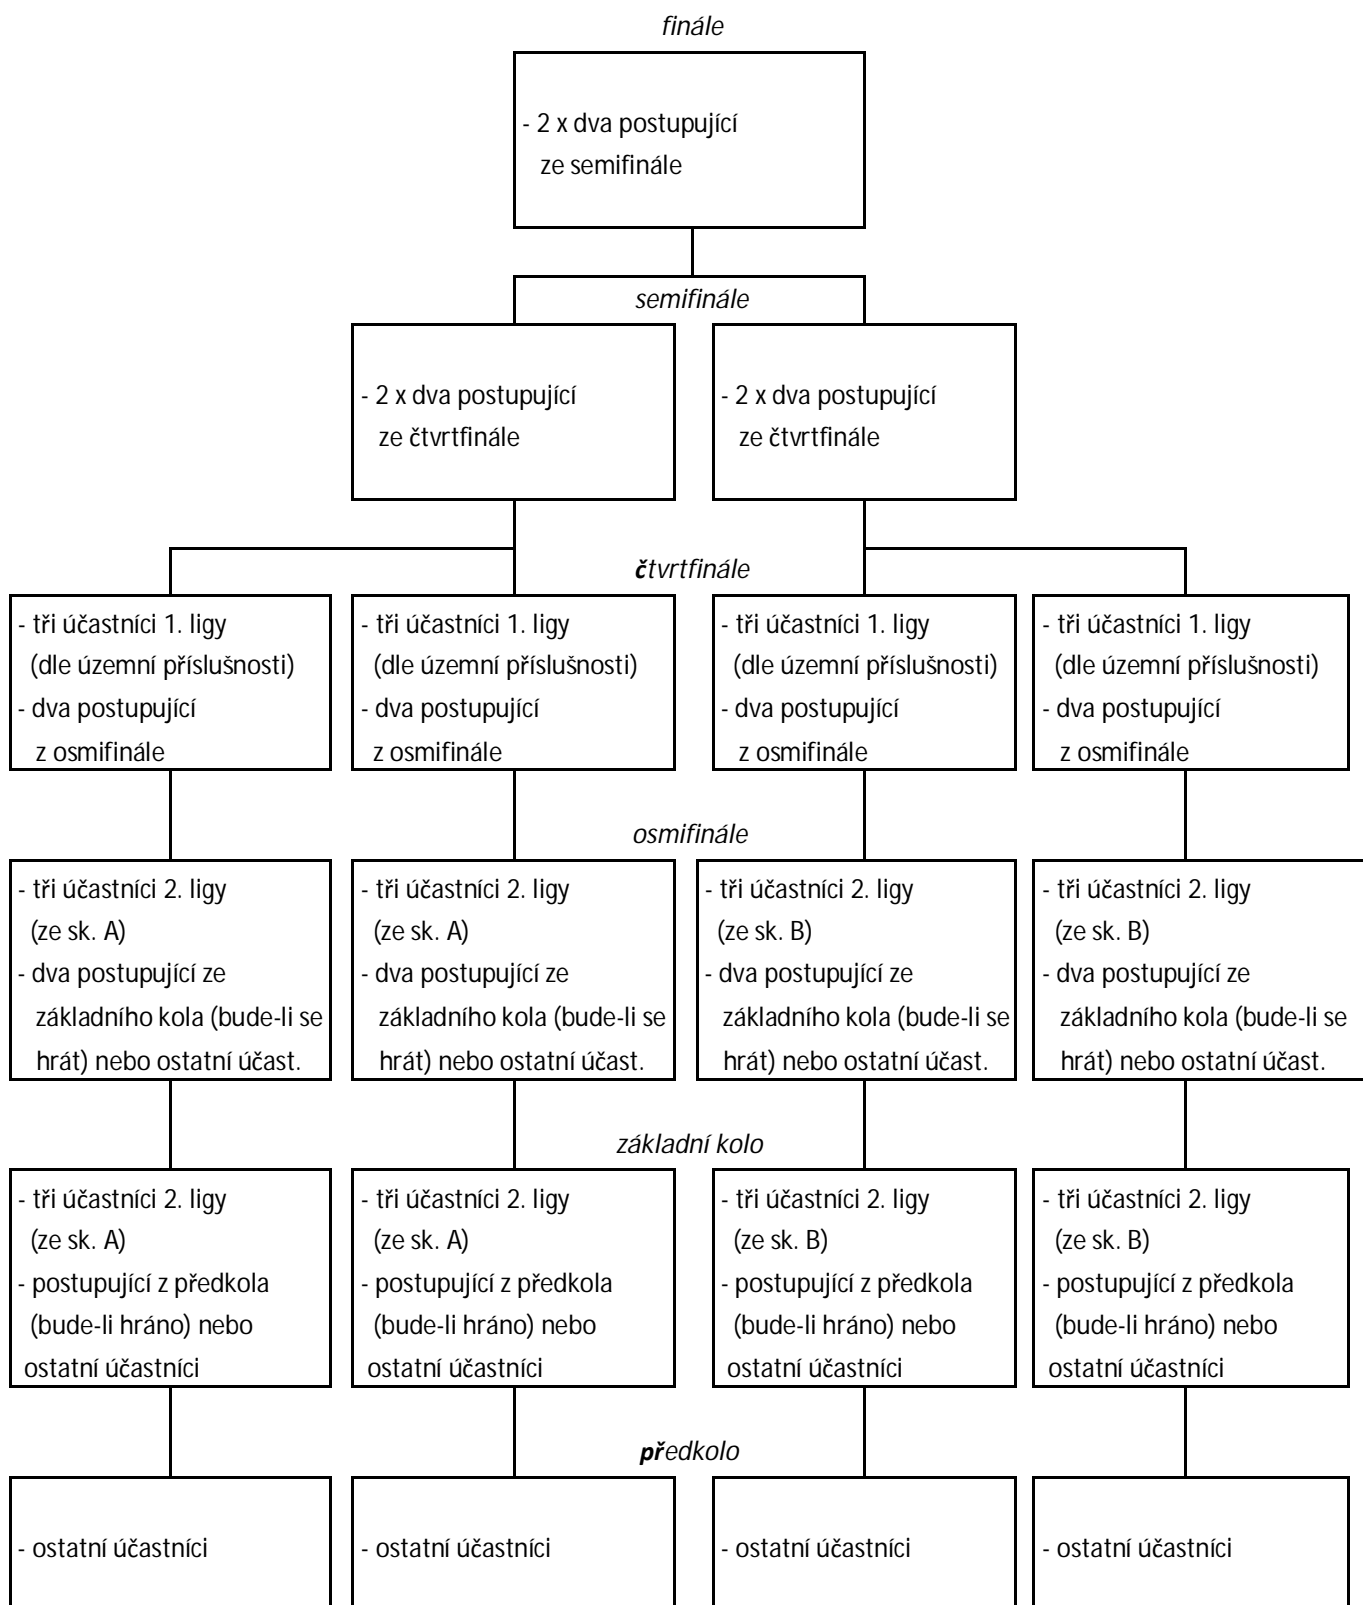 finále
- 2 x dva postupující
ze semifinále
semifinále
- 2 x dva postupující
ze čtvrtfinále
- 2 x dva postupující
ze čtvrtfinále
čtvrtfinále
- tři účastníci 1. ligy
(dle územní příslušnosti)
- dva postupující
z osmifinále
- tři účastníci 1. ligy
(dle územní příslušnosti)
- dva postupující
z osmifinále
- tři účastníci 1. ligy
(dle územní příslušnosti)
- dva postupující
z osmifinále
- tři účastníci 1. ligy
(dle územní příslušnosti)
- dva postupující
z osmifinále
osmifinále
- tři účastníci 2. ligy
(ze sk. A)
- dva postupující ze
základního kola (bude-li se
hrát) nebo ostatní účast.
- tři účastníci 2. ligy
(ze sk. A)
- dva postupující ze
základního kola (bude-li se
hrát) nebo ostatní účast.
- tři účastníci 2. ligy
(ze sk. B)
- dva postupující ze
základního kola (bude-li se
hrát) nebo ostatní účast.
- tři účastníci 2. ligy
(ze sk. B)
- dva postupující ze
základního kola (bude-li se
hrát) nebo ostatní účast.
základní kolo
- tři účastníci 2. ligy
(ze sk. A)
- postupující z předkola
(bude-li hráno) nebo
ostatní účastníci
- tři účastníci 2. ligy
(ze sk. A)
- postupující z předkola
(bude-li hráno) nebo
ostatní účastníci
- tři účastníci 2. ligy
(ze sk. B)
- postupující z předkola
(bude-li hráno) nebo
ostatní účastníci
- tři účastníci 2. ligy
(ze sk. B)
- postupující z předkola
(bude-li hráno) nebo
ostatní účastníci
předkolo
- ostatní účastníci
- ostatní účastníci
- ostatní účastníci
- ostatní účastníci